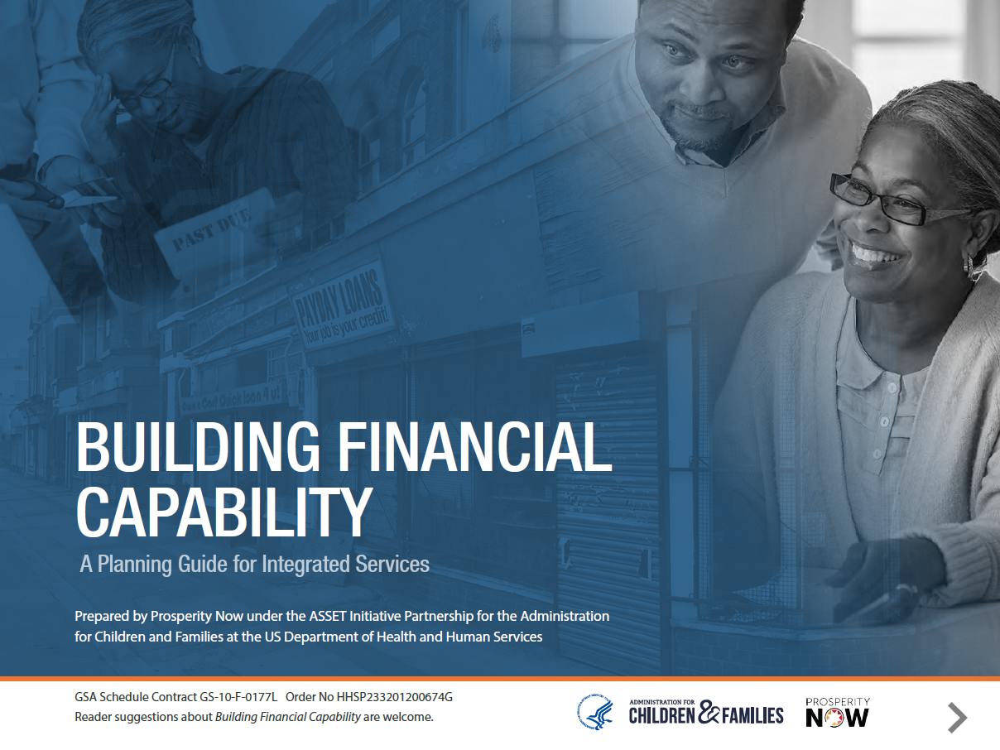 PAST DUE
PAYDAY LOANS
Your job is your credit!
Quick loan 4 u!
BUILDING FINANCIAL
CAPABILITY
A Planning Guide for Integrated Services
Prepared by Prosperity Now under the ASSET Initiative Partnership for the Administration
for Children and Families at the US Department of Health and Human Services
GSA Schedule Contract GS-10-F-0177L Order No HHSP233201200674G
Reader suggestions about Building Financial Capability are welcome.
ADMINISTRATION FOR
CHILDREN & FAMILIES
PROSPERITY
NOW